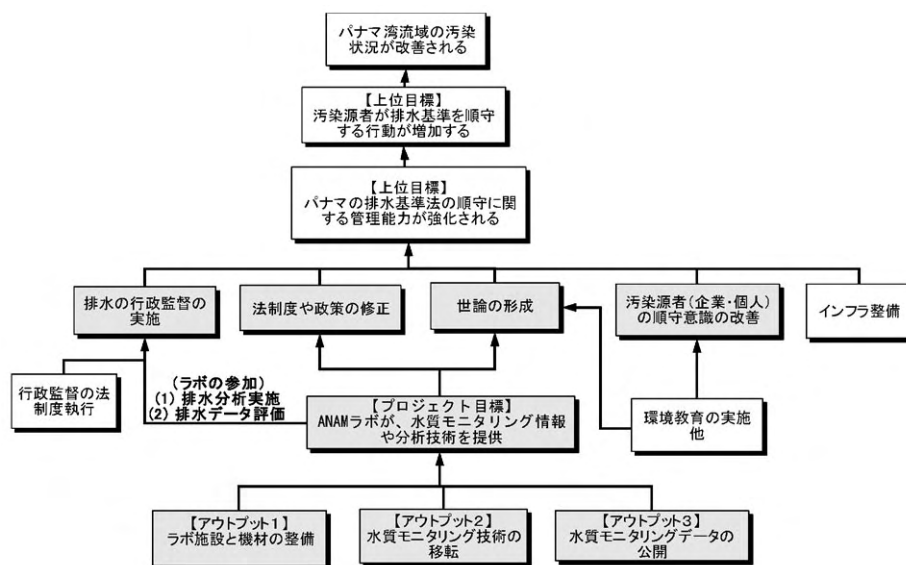 パナマ湾流域の汚染
状況が改善される
【上位目標】
汚染源者が排水基準を順守
する行動が増加する
【上位目標】
パナマの排水基準法の順守に関
する管理能力が強化される
排水の行政監督の
実施
法制度や政策の修正
世論の形成
汚染源者(企業・個人)
の順守意識の改善
インフラ整備
行政監督の法
制度執行
(ラボの参加)
(1) 排水分析実施
(2) 排水データ評価
【プロジェクト目標】
ANAMラボが、水質モニタリング情報
や分析技術を提供
環境教育の実施
他
【アウトプット1】
ラボ施設と機材の整備
【アウトプット2】
水質モニタリング技術の
移転
【アウトプット3】
水質モニタリングデータの
公開